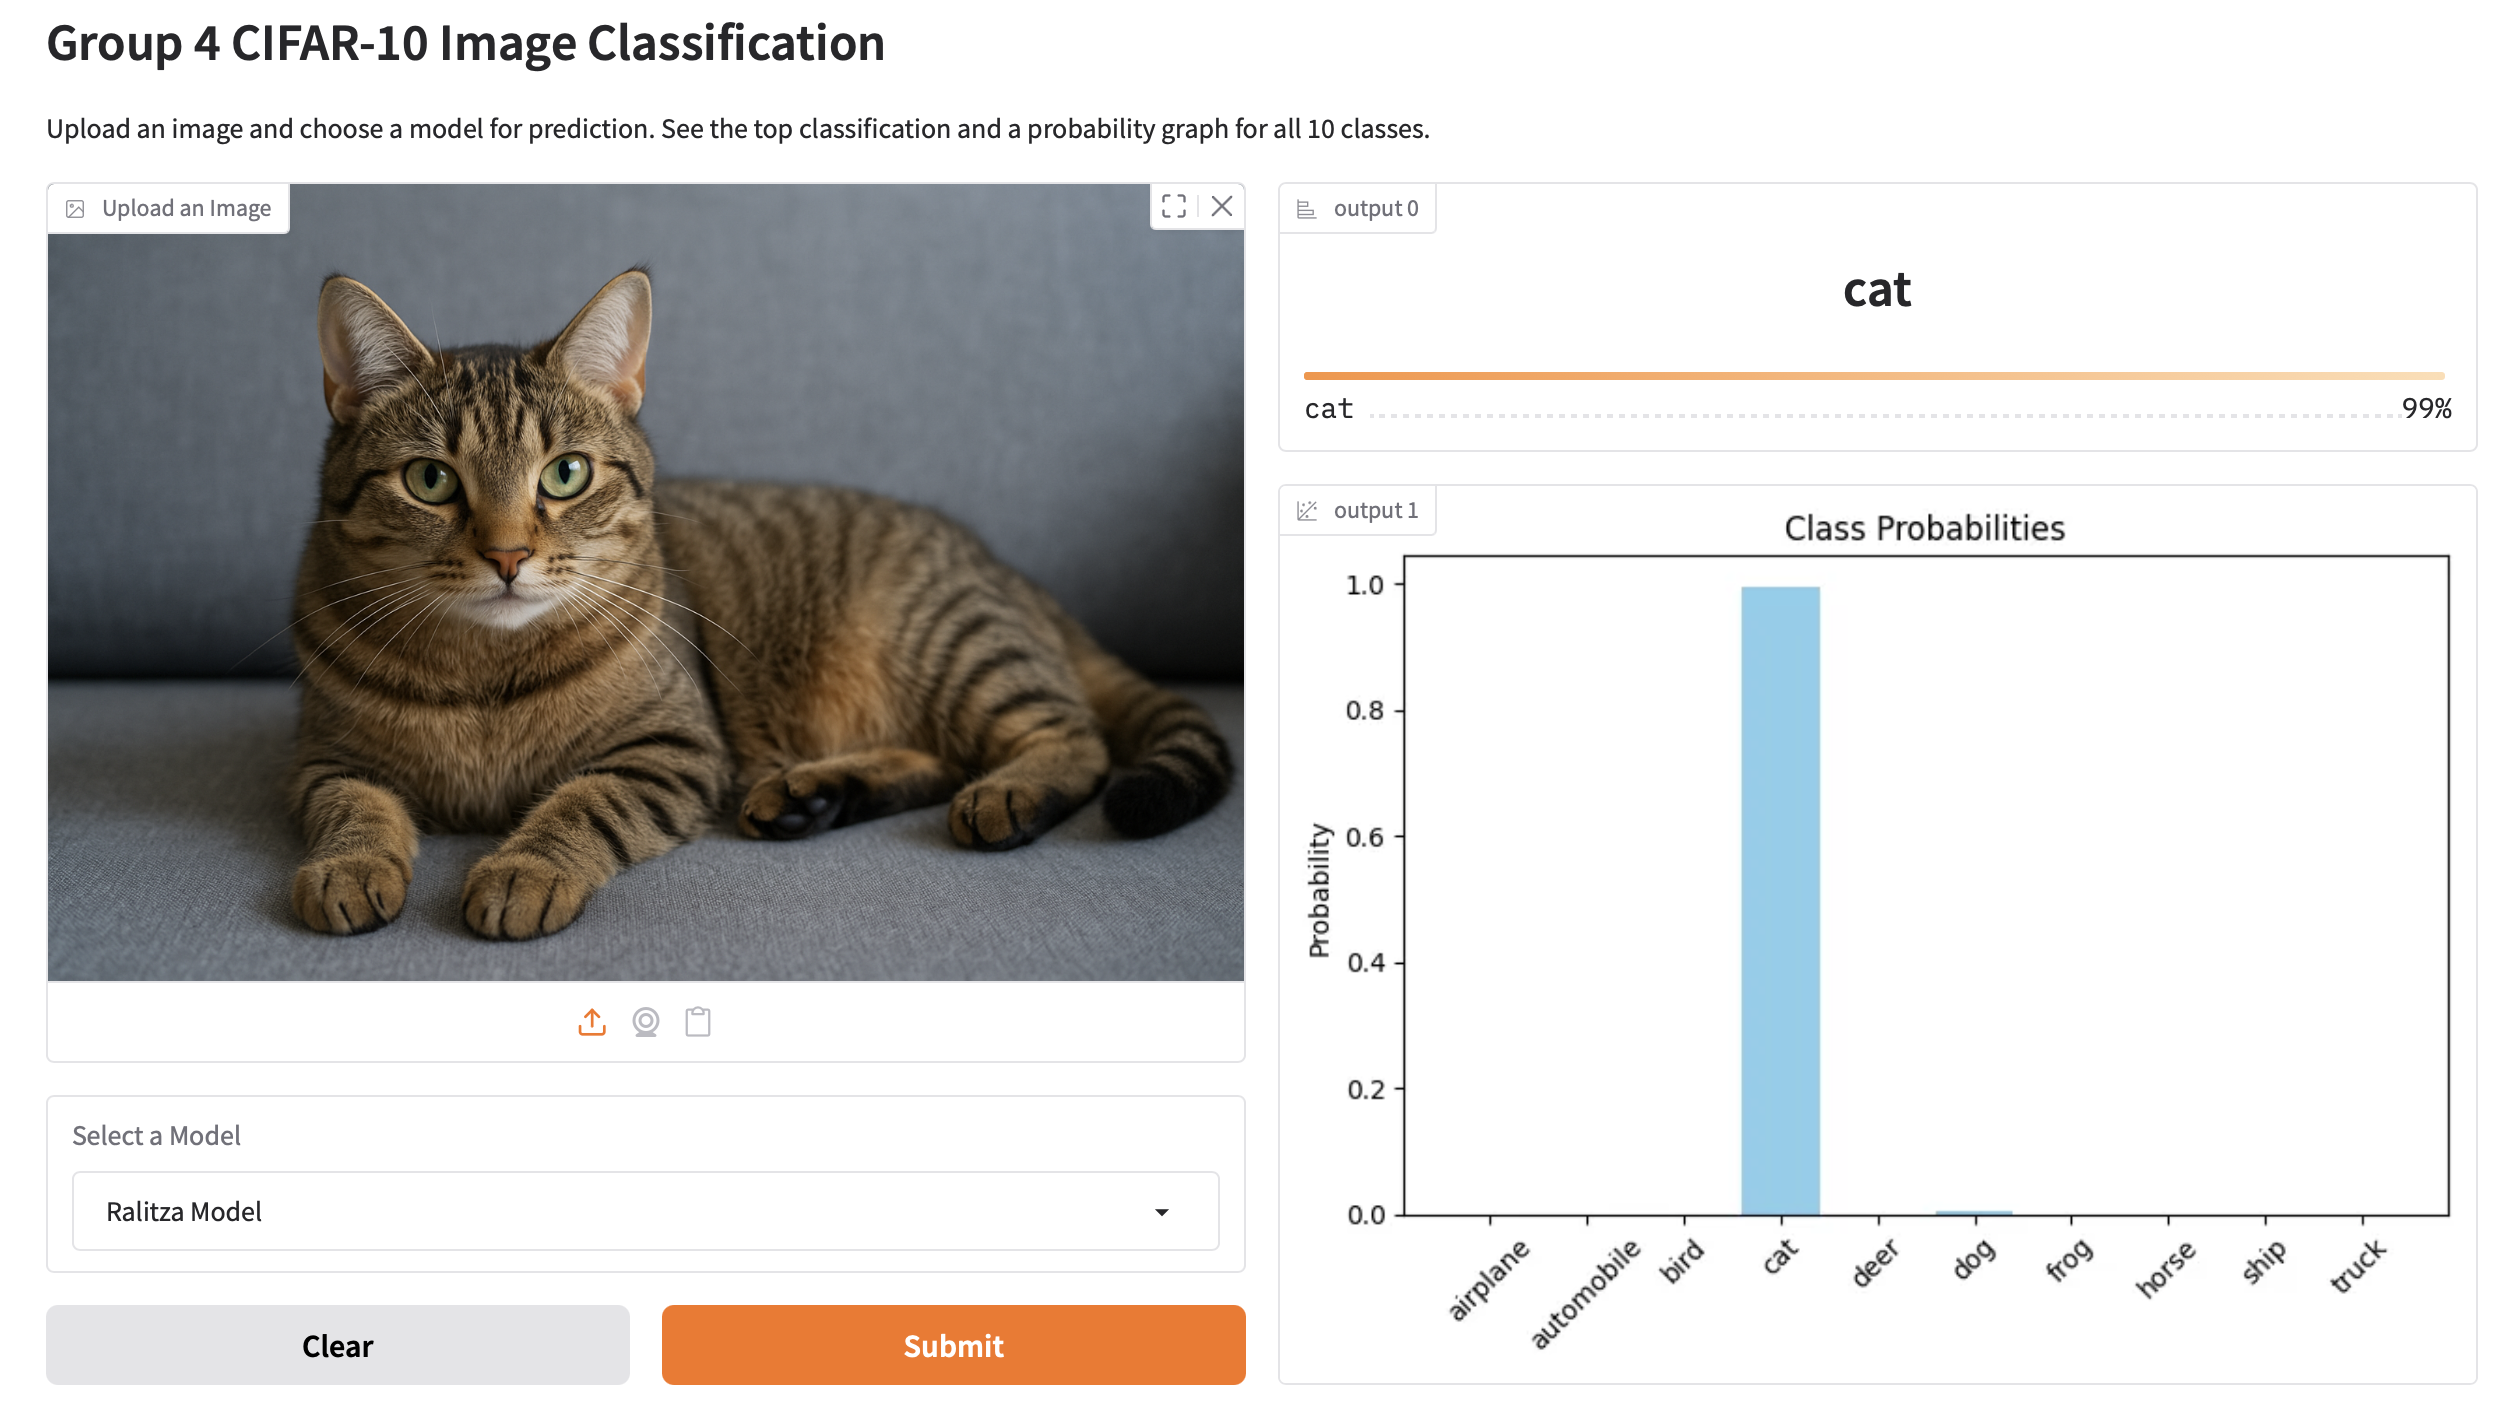 Group 4 CIFAR-10 Image Classification
Upload an image and choose a model for prediction. See the top classification and a probability graph for all 10 classes.
Upload an Image
Select a Model
Ralitza Model
Clear
Submit
output 0
cat
cat
99%
output 1
Class Probabilities
Probability
1.0
0.8
0.6
0.4
0.2
0.0
airplane
automobile
bird
cat
deer
dog
frog
horse
ship
truck